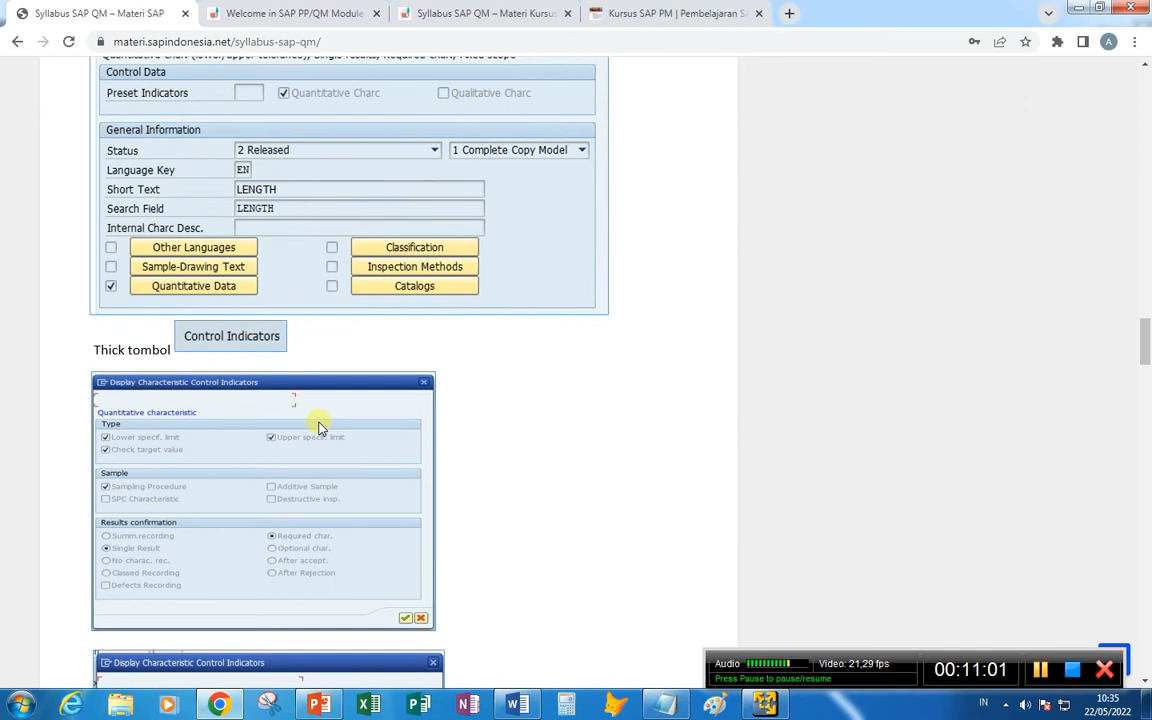 Syllabus SAP QM – Materi SAP
Welcome in SAP PP/QM Module
Syllabus SAP QM – Materi Kursus
Kursus SAP PM | Pembelajaran SA
materi.sapindonesia.net/syllabus-sap-qm/
A
Control Data
Preset Indicators
Quantitative Charc
Qualitative Charc
General Information
Status 2 Released 1 Complete Copy Model
Language Key EN
Short Text LENGTH
Search Field LENGTH
Internal Charc Desc.
Other Languages Classification
Sample-Drawing Text Inspection Methods
Quantitative Data Catalogs
Thick tombol Control Indicators
Display Characteristic Control Indicators
Quantitative characteristic
Type
Lower specif. limit Upper specif. limit
Check target value
Sample
Sampling Procedure Additive Sample
SPC Characteristic Destructive insp.
Results confirmation
Summ.recording Required char.
Single Result Optional char.
No charac. rec. After accept.
Classed Recording After Rejection
Defects Recording
Display Characteristic Control Indicators
Audio Video: 21,29 fps
Press Pause to pause/resume
00:11:01
IN
10:35
22/05/2022